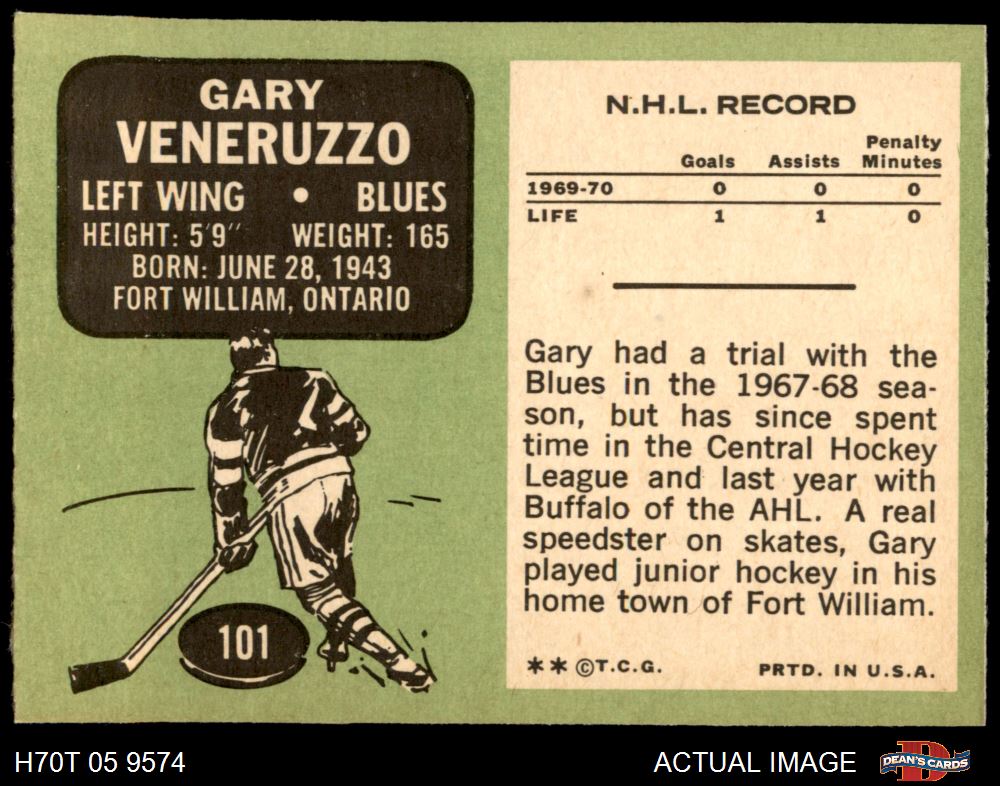 GARY
VENERUZZO
LEFT WING • BLUES
HEIGHT: 5'9" WEIGHT: 165
BORN: JUNE 28, 1943
FORT WILLIAM, ONTARIO
101
N.H.L. RECORD
Goals Assists Penalty Minutes
1969-70 0 0 0
LIFE 1 1 0
Gary had a trial with the
Blues in the 1967-68 sea-
son, but has since spent
time in the Central Hockey
League and last year with
Buffalo of the AHL. A real
speedster on skates, Gary
played junior hockey in his
home town of Fort William.
** ©T.C.G. PRTD. IN U.S.A.
H70T 05 9574 ACTUAL IMAGE
D
DEAN'S CARDS